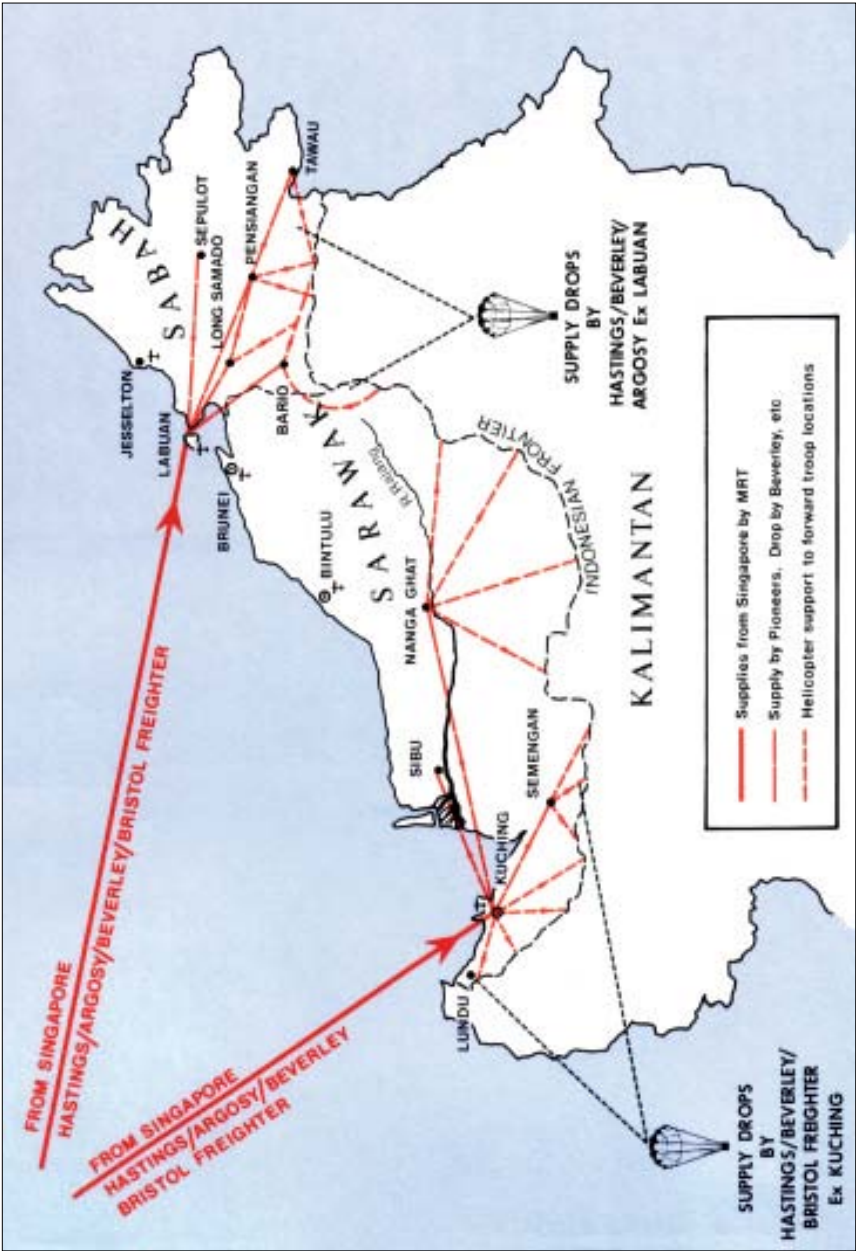 FROM SINGAPORE
HASTINGS/ARGOSY/BEVERLEY/BRISTOL FREIGHTER
FROM SINGAPORE
HASTINGS/ARGOSY/BEVERLEY
BRISTOL FREIGHTER
JESSELTON
LABUAN
BRUNEI
BINTULU
SABAH
SEPULOT
LONG SAMADO
PENSIANGAN
TAWAU
BARIO
SARAWAK
R Rajang
NANGA GHAT
SIBU
SEMENGAN
KUCHING
LUNDU
INDONESIAN FRONTIER
KALIMANTAN
SUPPLY DROPS
BY
HASTINGS/BEVERLEY/
ARGOSY Ex LABUAN
SUPPLY DROPS
BY
HASTINGS/BEVERLEY/
BRISTOL FREIGHTER
Ex KUCHING
Supplies from Singapore by MRT
Supply by Pioneers. Drop by Beverley, etc
Helicopter support to forward troop locations